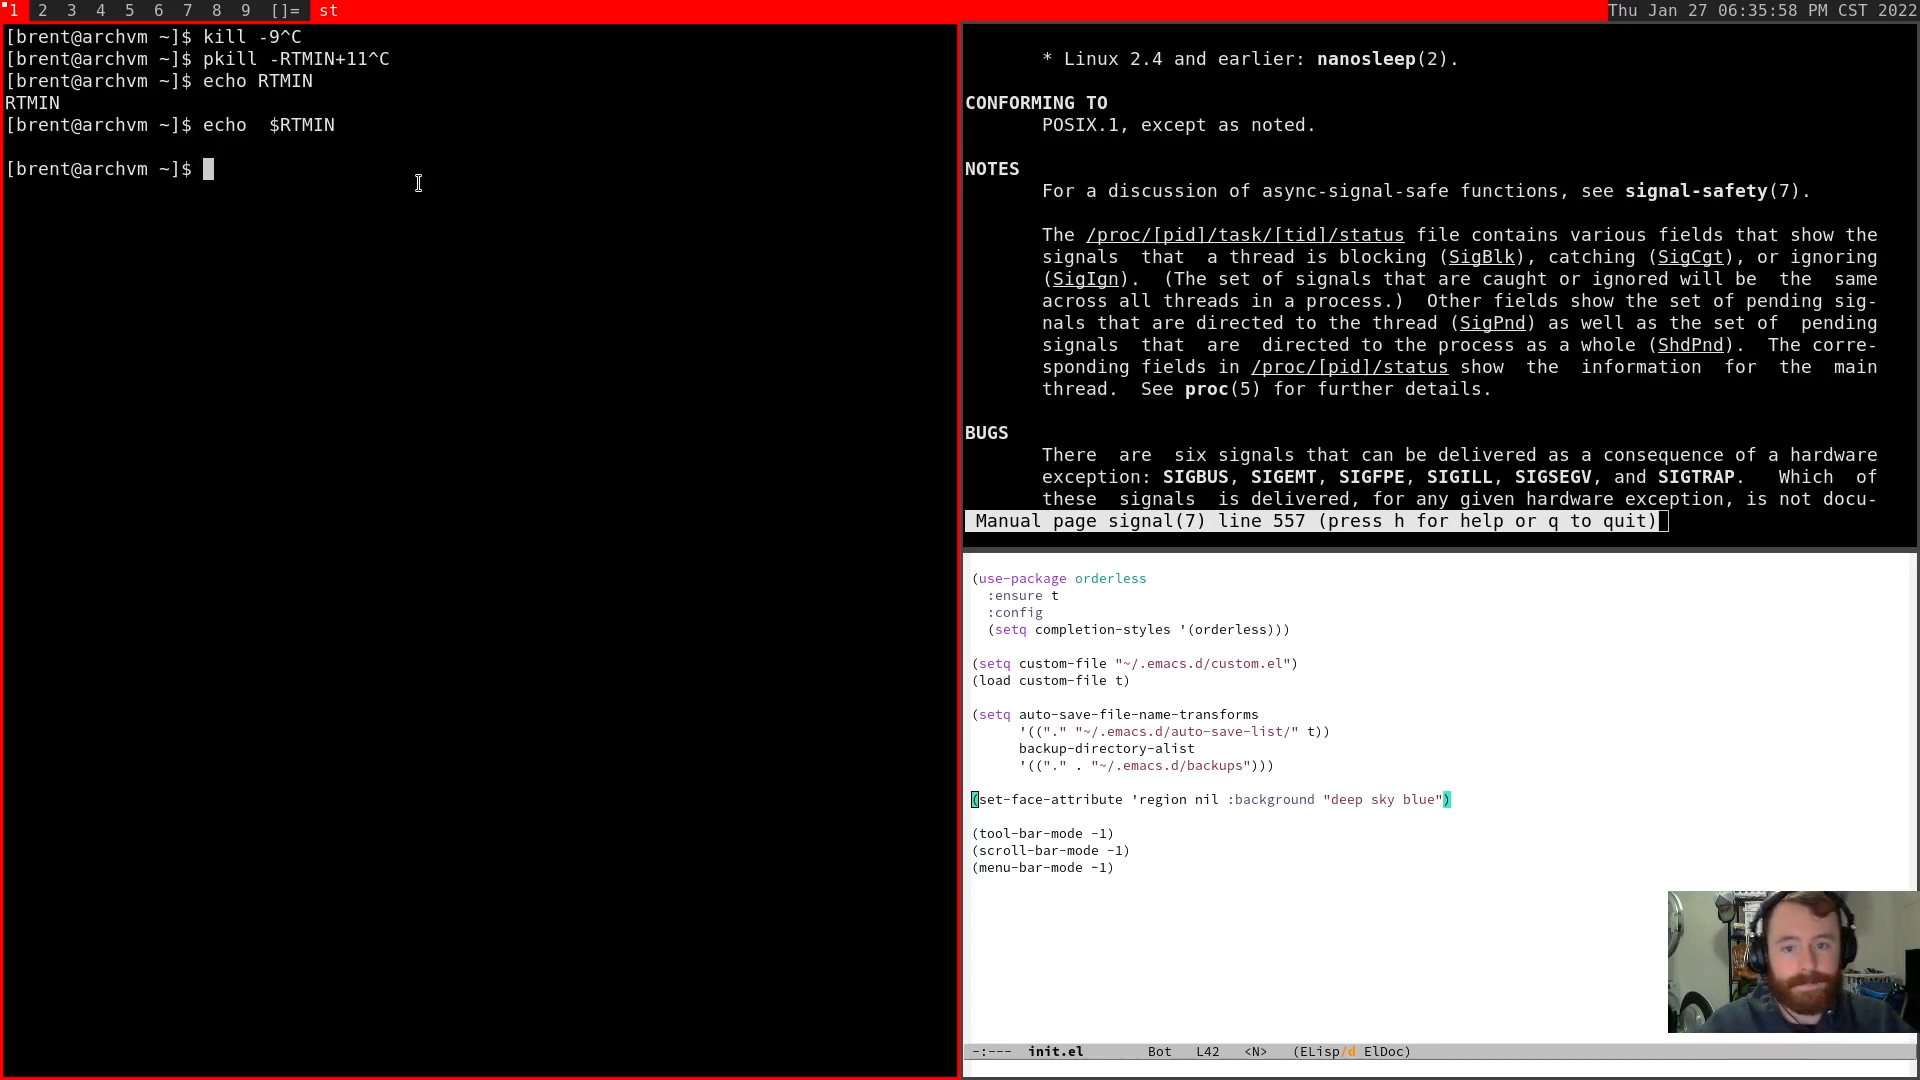 1 2 3 4 5 6 7 8 9 []= st Thu Jan 27 06:35:58 PM CST 2022
[brent@archvm ~]$ kill -9^C
[brent@archvm ~]$ pkill -RTMIN+11^C
[brent@archvm ~]$ echo RTMIN
RTMIN
[brent@archvm ~]$ echo  $RTMIN
[brent@archvm ~]$
* Linux 2.4 and earlier: nanosleep(2).
CONFORMING TO
POSIX.1, except as noted.
NOTES
For a discussion of async-signal-safe functions, see signal-safety(7).
The /proc/[pid]/task/[tid]/status file contains various fields that show the
signals  that  a thread is blocking (SigBlk), catching (SigCgt), or ignoring
(SigIgn).  (The set of signals that are caught or ignored will be  the  same
across all threads in a process.)  Other fields show the set of pending sig-
nals that are directed to the thread (SigPnd) as well as the set of  pending
signals  that  are  directed to the process as a whole (ShdPnd).  The corre-
sponding fields in /proc/[pid]/status show  the  information  for  the  main
thread.  See proc(5) for further details.
BUGS
There  are  six signals that can be delivered as a consequence of a hardware
exception: SIGBUS, SIGEMT, SIGFPE, SIGILL, SIGSEGV, and SIGTRAP.   Which  of
these  signals  is delivered, for any given hardware exception, is not docu-
Manual page signal(7) line 557 (press h for help or q to quit)
(use-package orderless
:ensure t
:config
(setq completion-styles '(orderless)))
(setq custom-file "~/.emacs.d/custom.el")
(load custom-file t)
(setq auto-save-file-name-transforms
'(("." "~/.emacs.d/auto-save-list/" t))
backup-directory-alist
'(("." . "~/.emacs.d/backups")))
(set-face-attribute 'region nil :background "deep sky blue")
(tool-bar-mode -1)
(scroll-bar-mode -1)
(menu-bar-mode -1)
-:--- init.el Bot L42 <N> (ELisp/d ElDoc)